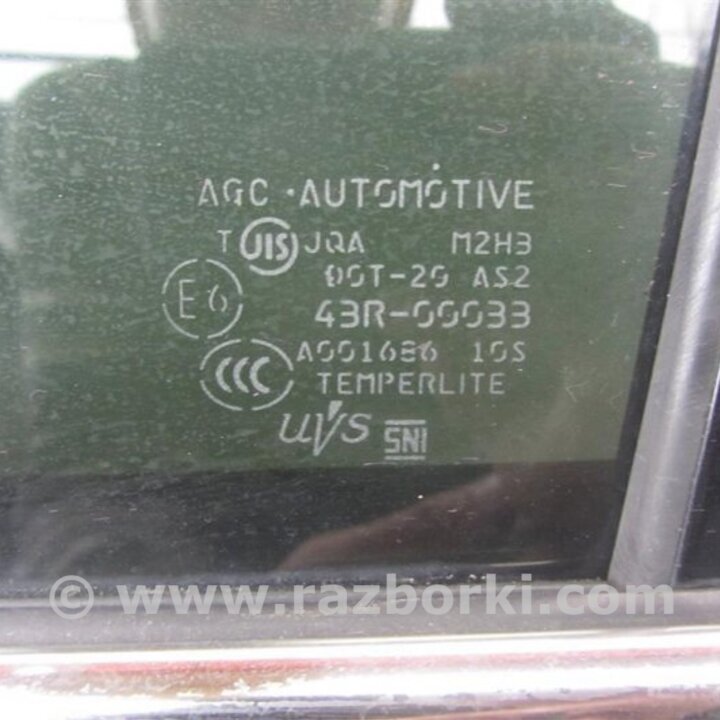 AGC AUTOMOTIVE
T JIS JQA M2H3
DOT-20 AS2
E6 43R-00033
CCC A001686 10S
TEMPERLITE
UVS SNI
© www.razborki.com